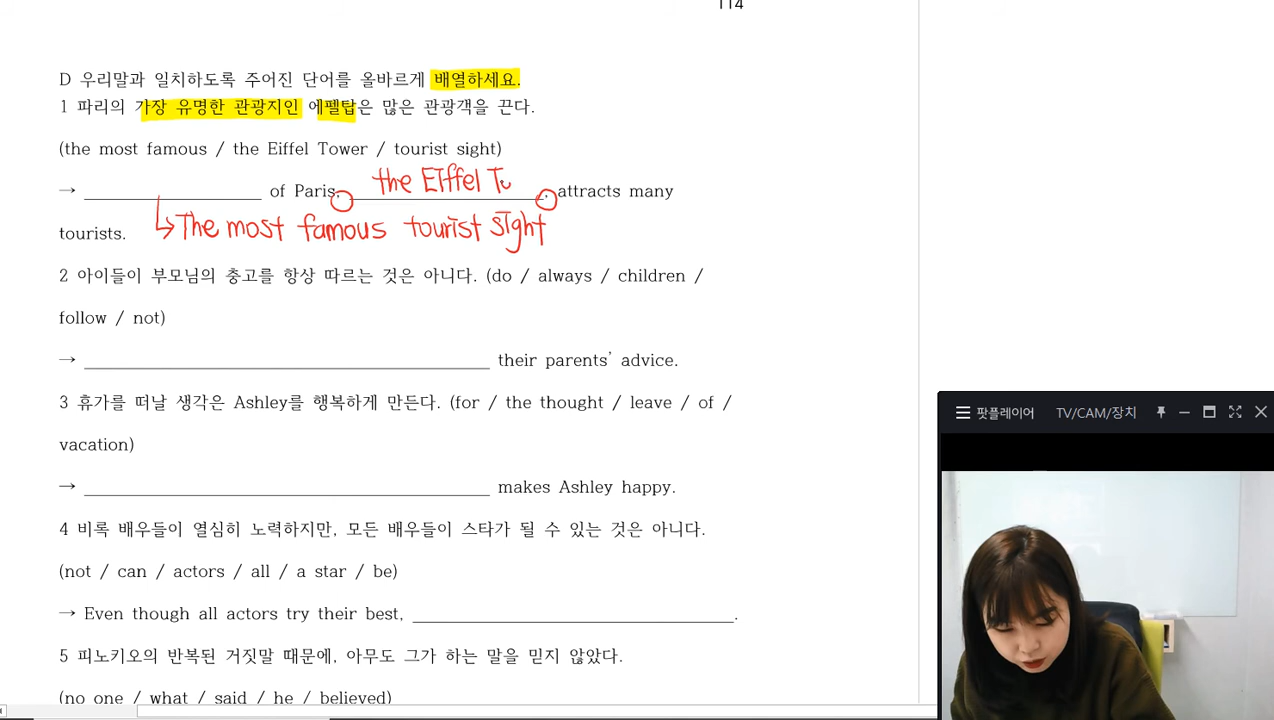 114
D 우리말과 일치하도록 주어진 단어를 올바르게 배열하세요.
1 파리의 가장 유명한 관광지인 에펠탑은 많은 관광객을 끈다.
(the most famous / the Eiffel Tower / tourist sight)
the Eiffel To
→ ____________________ of Paris, ____________________, attracts many
↳ The most famous tourist sight
tourists.
2 아이들이 부모님의 충고를 항상 따르는 것은 아니다. (do / always / children /
follow / not)
→ ________________________________________ their parents' advice.
3 휴가를 떠날 생각은 Ashley를 행복하게 만든다. (for / the thought / leave / of /
vacation)
→ ________________________________________ makes Ashley happy.
4 비록 배우들이 열심히 노력하지만, 모든 배우들이 스타가 될 수 있는 것은 아니다.
(not / can / actors / all / a star / be)
→ Even though all actors try their best, ________________________________.
5 피노키오의 반복된 거짓말 때문에, 아무도 그가 하는 말을 믿지 않았다.
(no one / what / said / he / believed)
팟플레이어 TV/CAM/장치